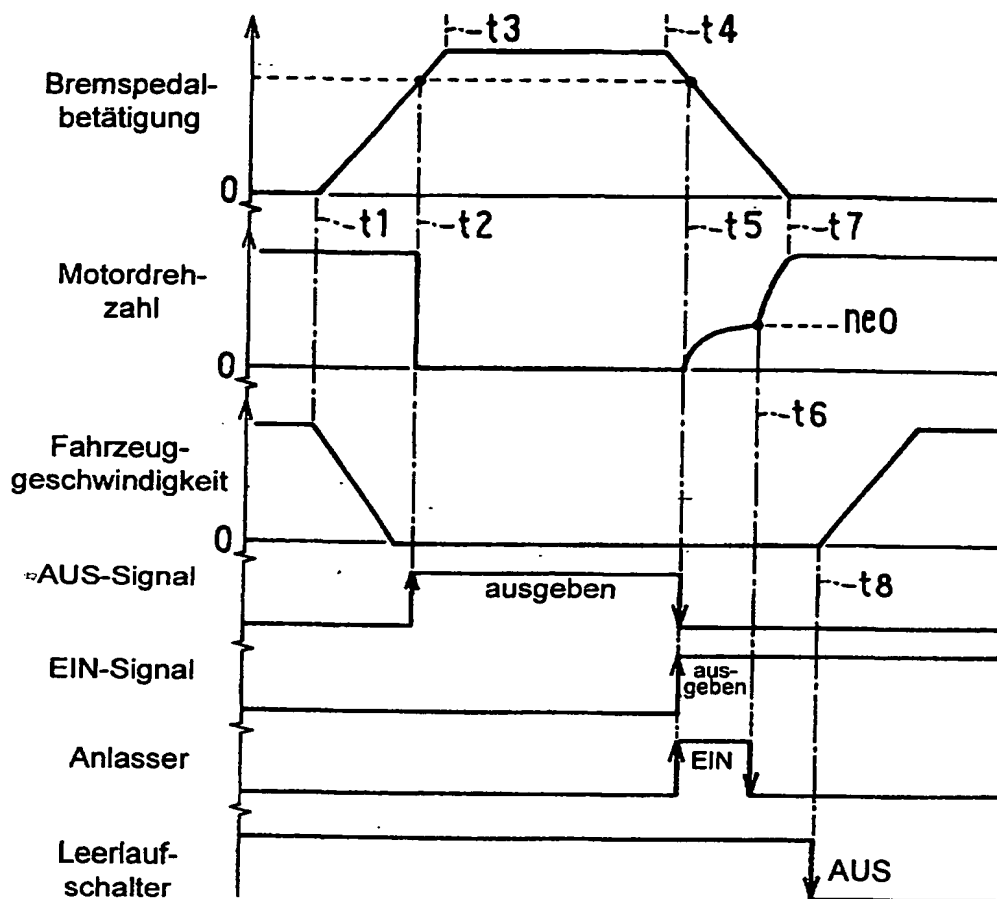 t3
t4
Bremspedal-
betätigung
0
t1
t2
t5
t7
Motordreh-
zahl
neo
0
t6
Fahrzeug-
geschwindigkeit
0
AUS-Signal
ausgeben
t8
EIN-Signal
aus-
geben
Anlasser
EIN
Leerlauf-
schalter
AUS